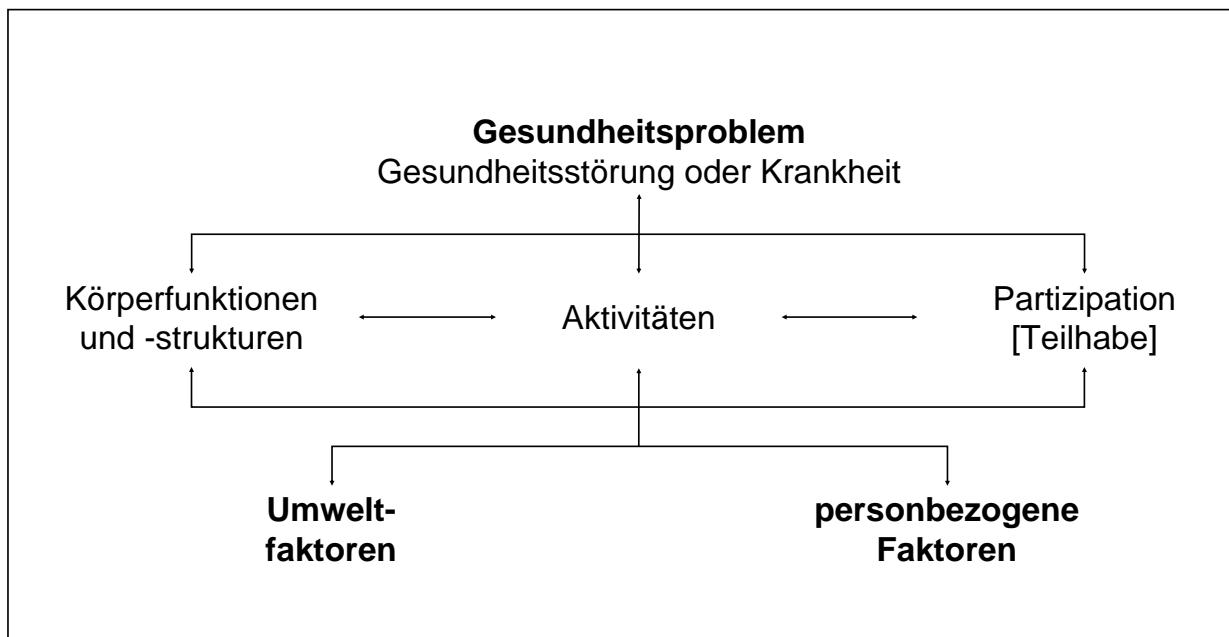 Gesundheitsproblem
Gesundheitsstörung oder Krankheit
Körperfunktionen
und -strukturen
Aktivitäten
Partizipation
[Teilhabe]
Umwelt-
faktoren
personbezogene
Faktoren